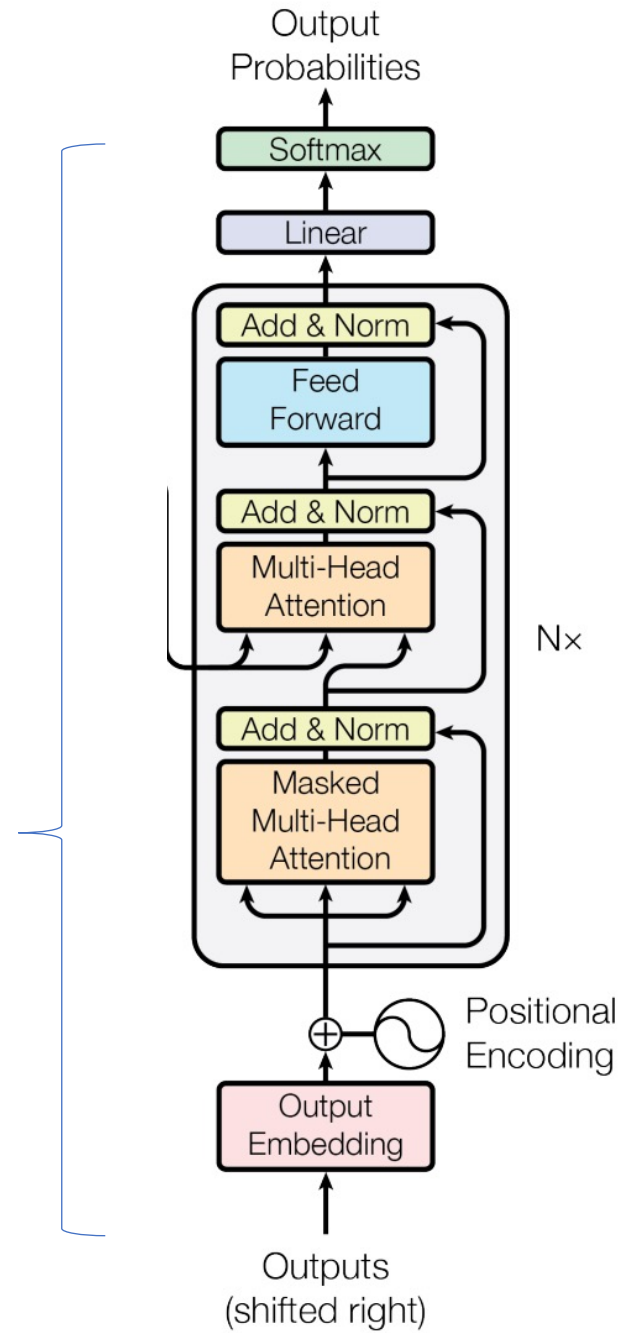 Output
Probabilities
Softmax
Linear
Add & Norm
Feed
Forward
Add & Norm
Multi-Head
Attention
N×
Add & Norm
Masked
Multi-Head
Attention
Positional
Encoding
Output
Embedding
Outputs
(shifted right)